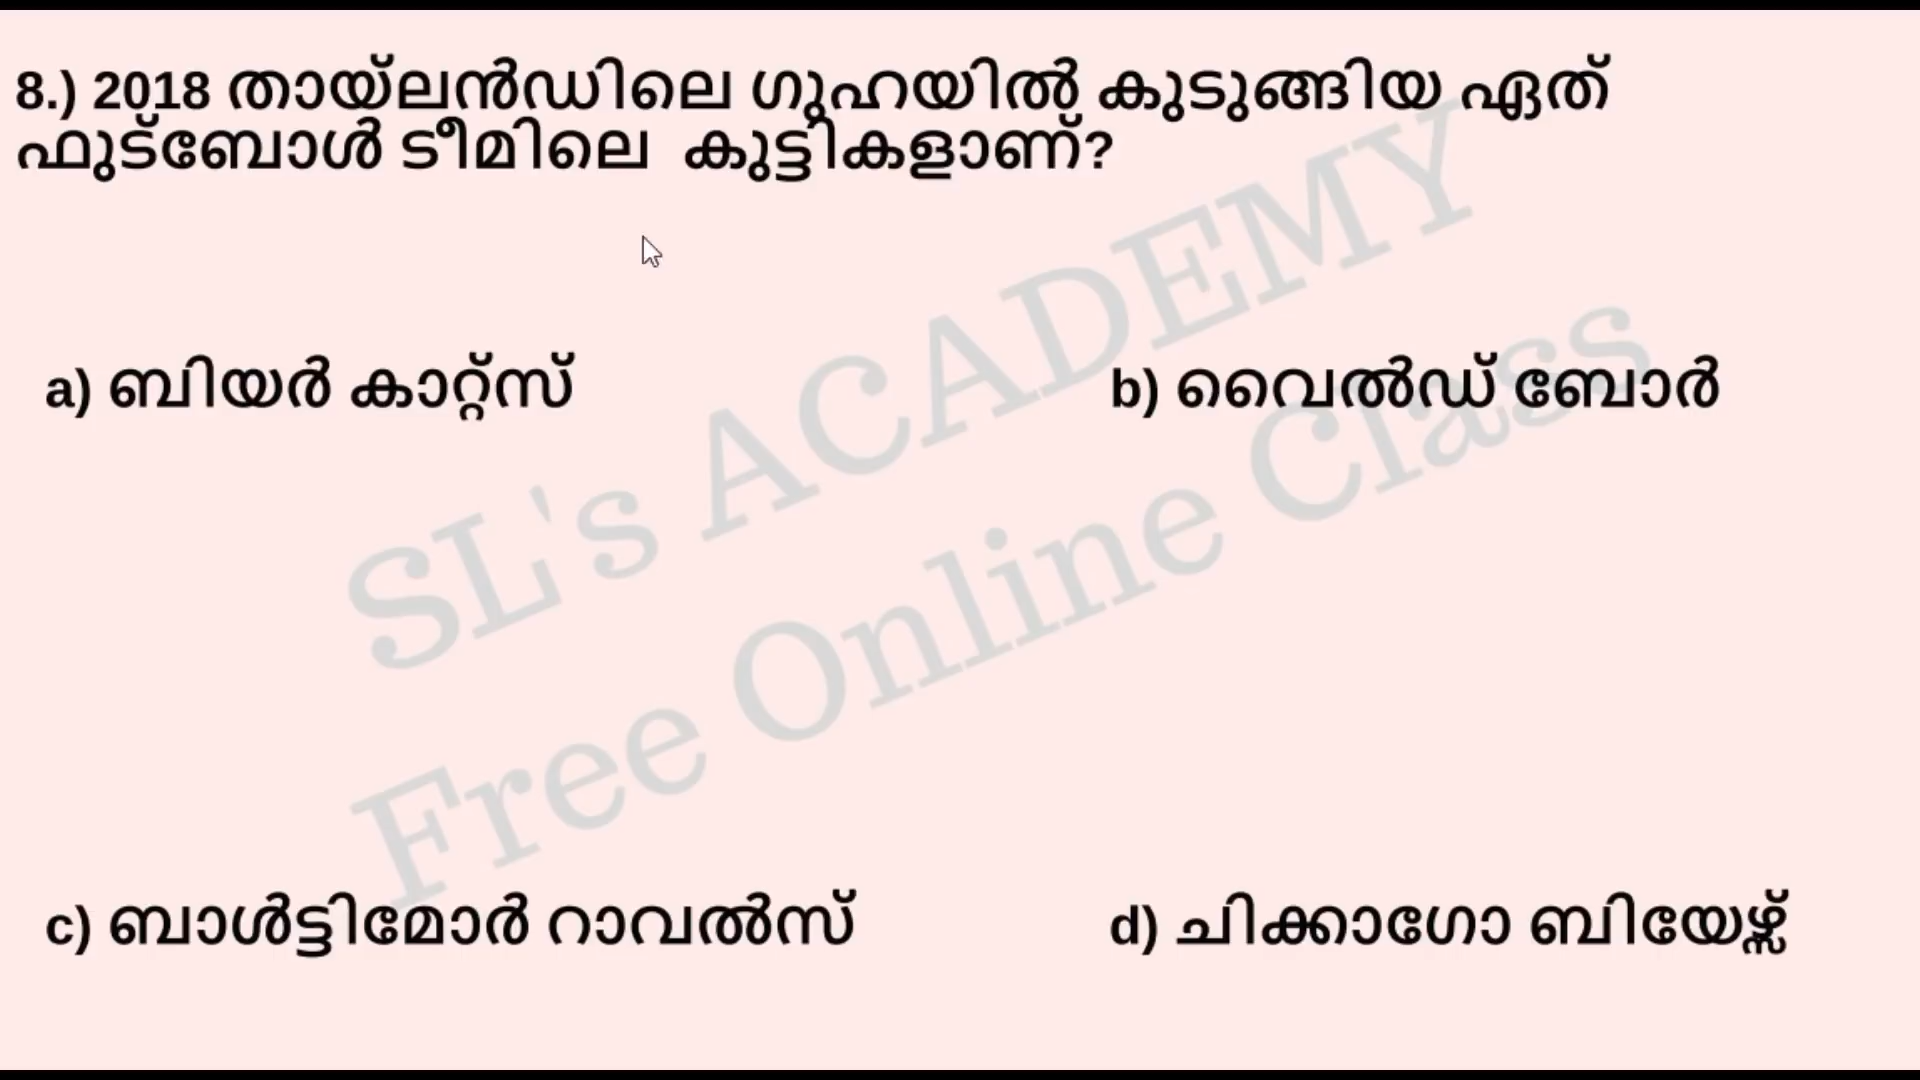 8.) 2018 തായ്ലൻഡിലെ ഗുഹയിൽ കുടുങ്ങിയ ഏത്
ഫുട്ബോൾ ടീമിലെ കുട്ടികളാണ്?
a) ബിയർ കാറ്റ്സ്
b) വൈൽഡ് ബോർ
SL's ACADEMY
Free Online Class
c) ബാൾട്ടിമോർ റാവൽസ്
d) ചിക്കാഗോ ബിയേഴ്സ്